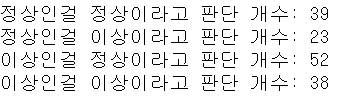 정상인걸 정상이라고 판단 개수: 39
정상인걸 이상이라고 판단 개수: 23
이상인걸 정상이라고 판단 개수: 52
이상인걸 이상이라고 판단 개수: 38